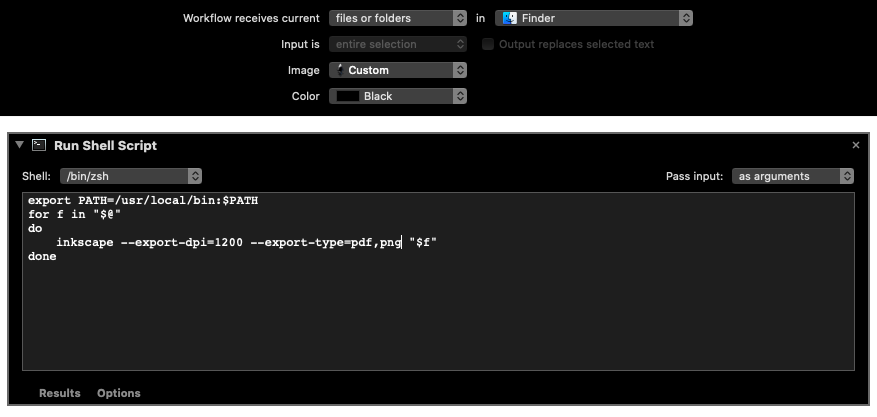 Workflow receives current files or folders in Finder
Input is entire selection Output replaces selected text
Image Custom
Color Black
Run Shell Script
Shell: /bin/zsh Pass input: as arguments
export PATH=/usr/local/bin:$PATH
for f in "$@"
do
    inkscape --export-dpi=1200 --export-type=pdf,png "$f"
done
Results Options